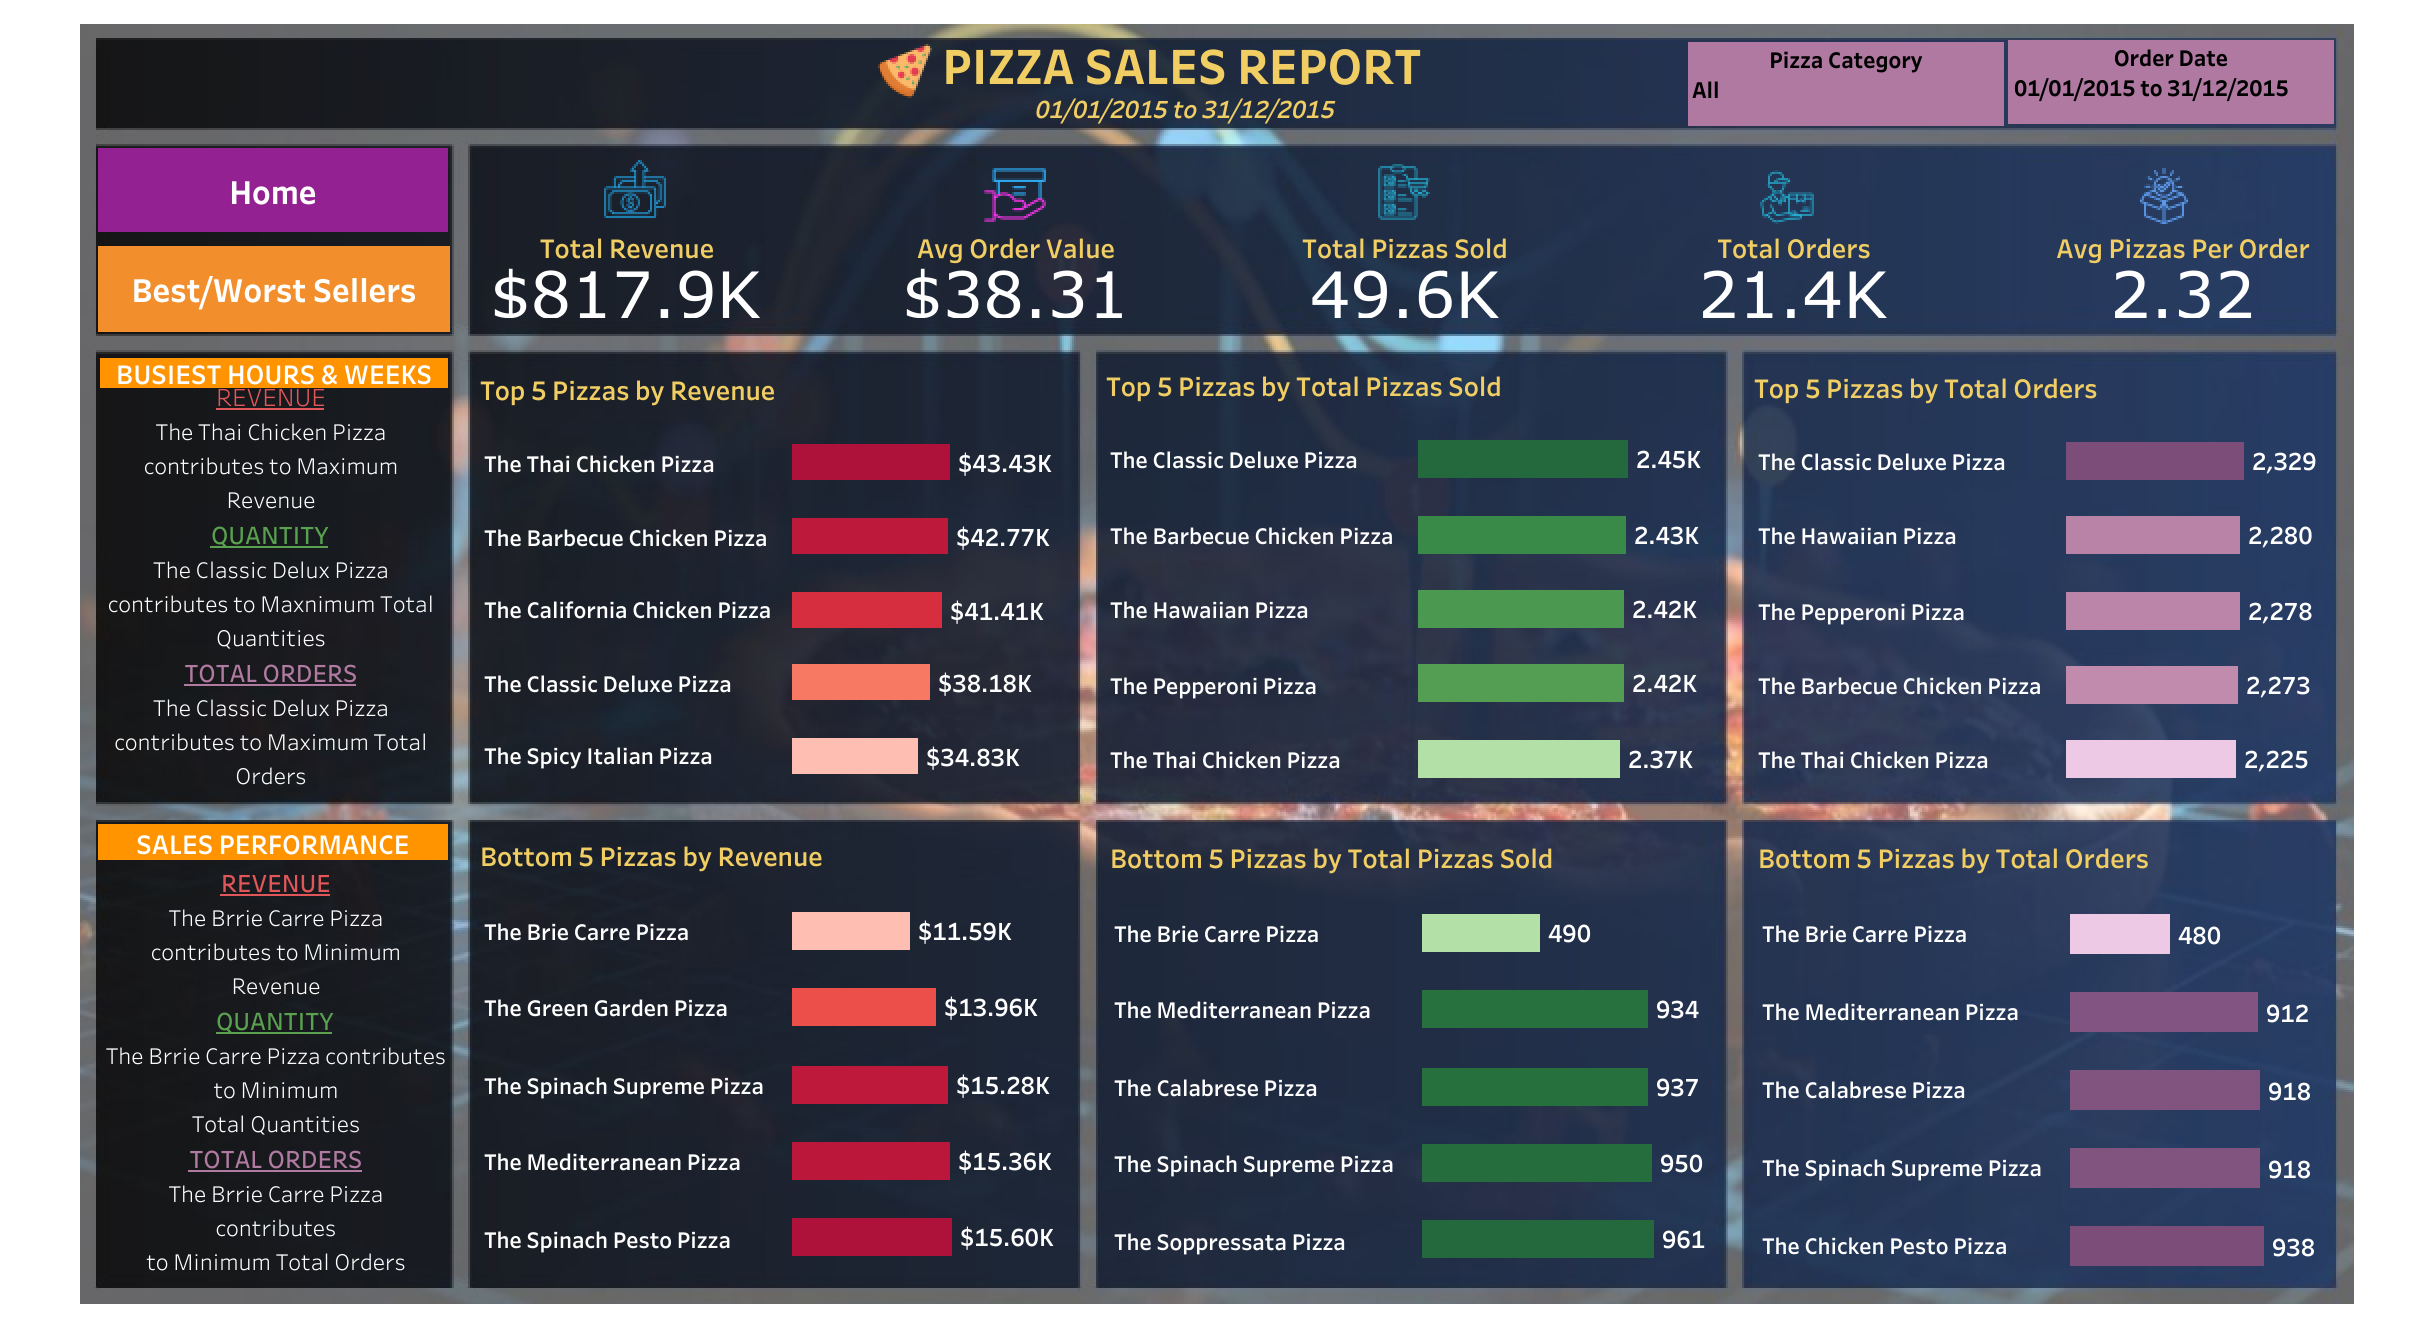 PIZZA SALES REPORT
01/01/2015 to 31/12/2015
Pizza Category
All
Order Date
01/01/2015 to 31/12/2015
Home
Best/Worst Sellers
Total Revenue
$817.9K
Avg Order Value
$38.31
Total Pizzas Sold
49.6K
Total Orders
21.4K
Avg Pizzas Per Order
2.32
BUSIEST HOURS & WEEKS
REVENUE
The Thai Chicken Pizza
contributes to Maximum
Revenue
QUANTITY
The Classic Delux Pizza
contributes to Maxnimum Total
Quantities
TOTAL ORDERS
The Classic Delux Pizza
contributes to Maximum Total
Orders
Top 5 Pizzas by Revenue
The Thai Chicken Pizza $43.43K
The Barbecue Chicken Pizza $42.77K
The California Chicken Pizza $41.41K
The Classic Deluxe Pizza $38.18K
The Spicy Italian Pizza $34.83K
Top 5 Pizzas by Total Pizzas Sold
The Classic Deluxe Pizza 2.45K
The Barbecue Chicken Pizza 2.43K
The Hawaiian Pizza 2.42K
The Pepperoni Pizza 2.42K
The Thai Chicken Pizza 2.37K
Top 5 Pizzas by Total Orders
The Classic Deluxe Pizza 2,329
The Hawaiian Pizza 2,280
The Pepperoni Pizza 2,278
The Barbecue Chicken Pizza 2,273
The Thai Chicken Pizza 2,225
SALES PERFORMANCE
REVENUE
The Brrie Carre Pizza
contributes to Minimum
Revenue
QUANTITY
The Brrie Carre Pizza contributes
to Minimum
Total Quantities
TOTAL ORDERS
The Brrie Carre Pizza
contributes
to Minimum Total Orders
Bottom 5 Pizzas by Revenue
The Brie Carre Pizza $11.59K
The Green Garden Pizza $13.96K
The Spinach Supreme Pizza $15.28K
The Mediterranean Pizza $15.36K
The Spinach Pesto Pizza $15.60K
Bottom 5 Pizzas by Total Pizzas Sold
The Brie Carre Pizza 490
The Mediterranean Pizza 934
The Calabrese Pizza 937
The Spinach Supreme Pizza 950
The Soppressata Pizza 961
Bottom 5 Pizzas by Total Orders
The Brie Carre Pizza 480
The Mediterranean Pizza 912
The Calabrese Pizza 918
The Spinach Supreme Pizza 918
The Chicken Pesto Pizza 938